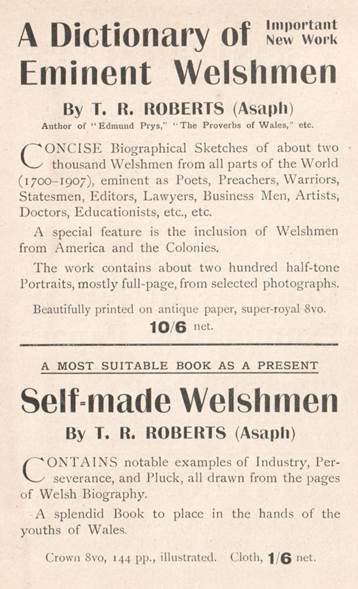 A Dictionary of Important
New Work
Eminent Welshmen
By T. R. ROBERTS (Asaph)
Author of "Edmund Prys," "The Proverbs of Wales," etc.
CONCISE Biographical Sketches of about two
thousand Welshmen from all parts of the World
(1700-1907), eminent as Poets, Preachers, Warriors,
Statesmen, Editors, Lawyers, Business Men, Artists,
Doctors, Educationists, etc., etc.
A special feature is the inclusion of Welshmen
from America and the Colonies.
The work contains about two hundred half-tone
Portraits, mostly full-page, from selected photographs.
Beautifully printed on antique paper, super-royal 8vo.
10/6 net.
A MOST SUITABLE BOOK AS A PRESENT
Self-made Welshmen
By T. R. ROBERTS (Asaph)
CONTAINS notable examples of Industry, Per-
severance, and Pluck, all drawn from the pages
of Welsh Biography.
A splendid Book to place in the hands of the
youths of Wales.
Crown 8vo, 144 pp., illustrated. Cloth, 1/6 net.